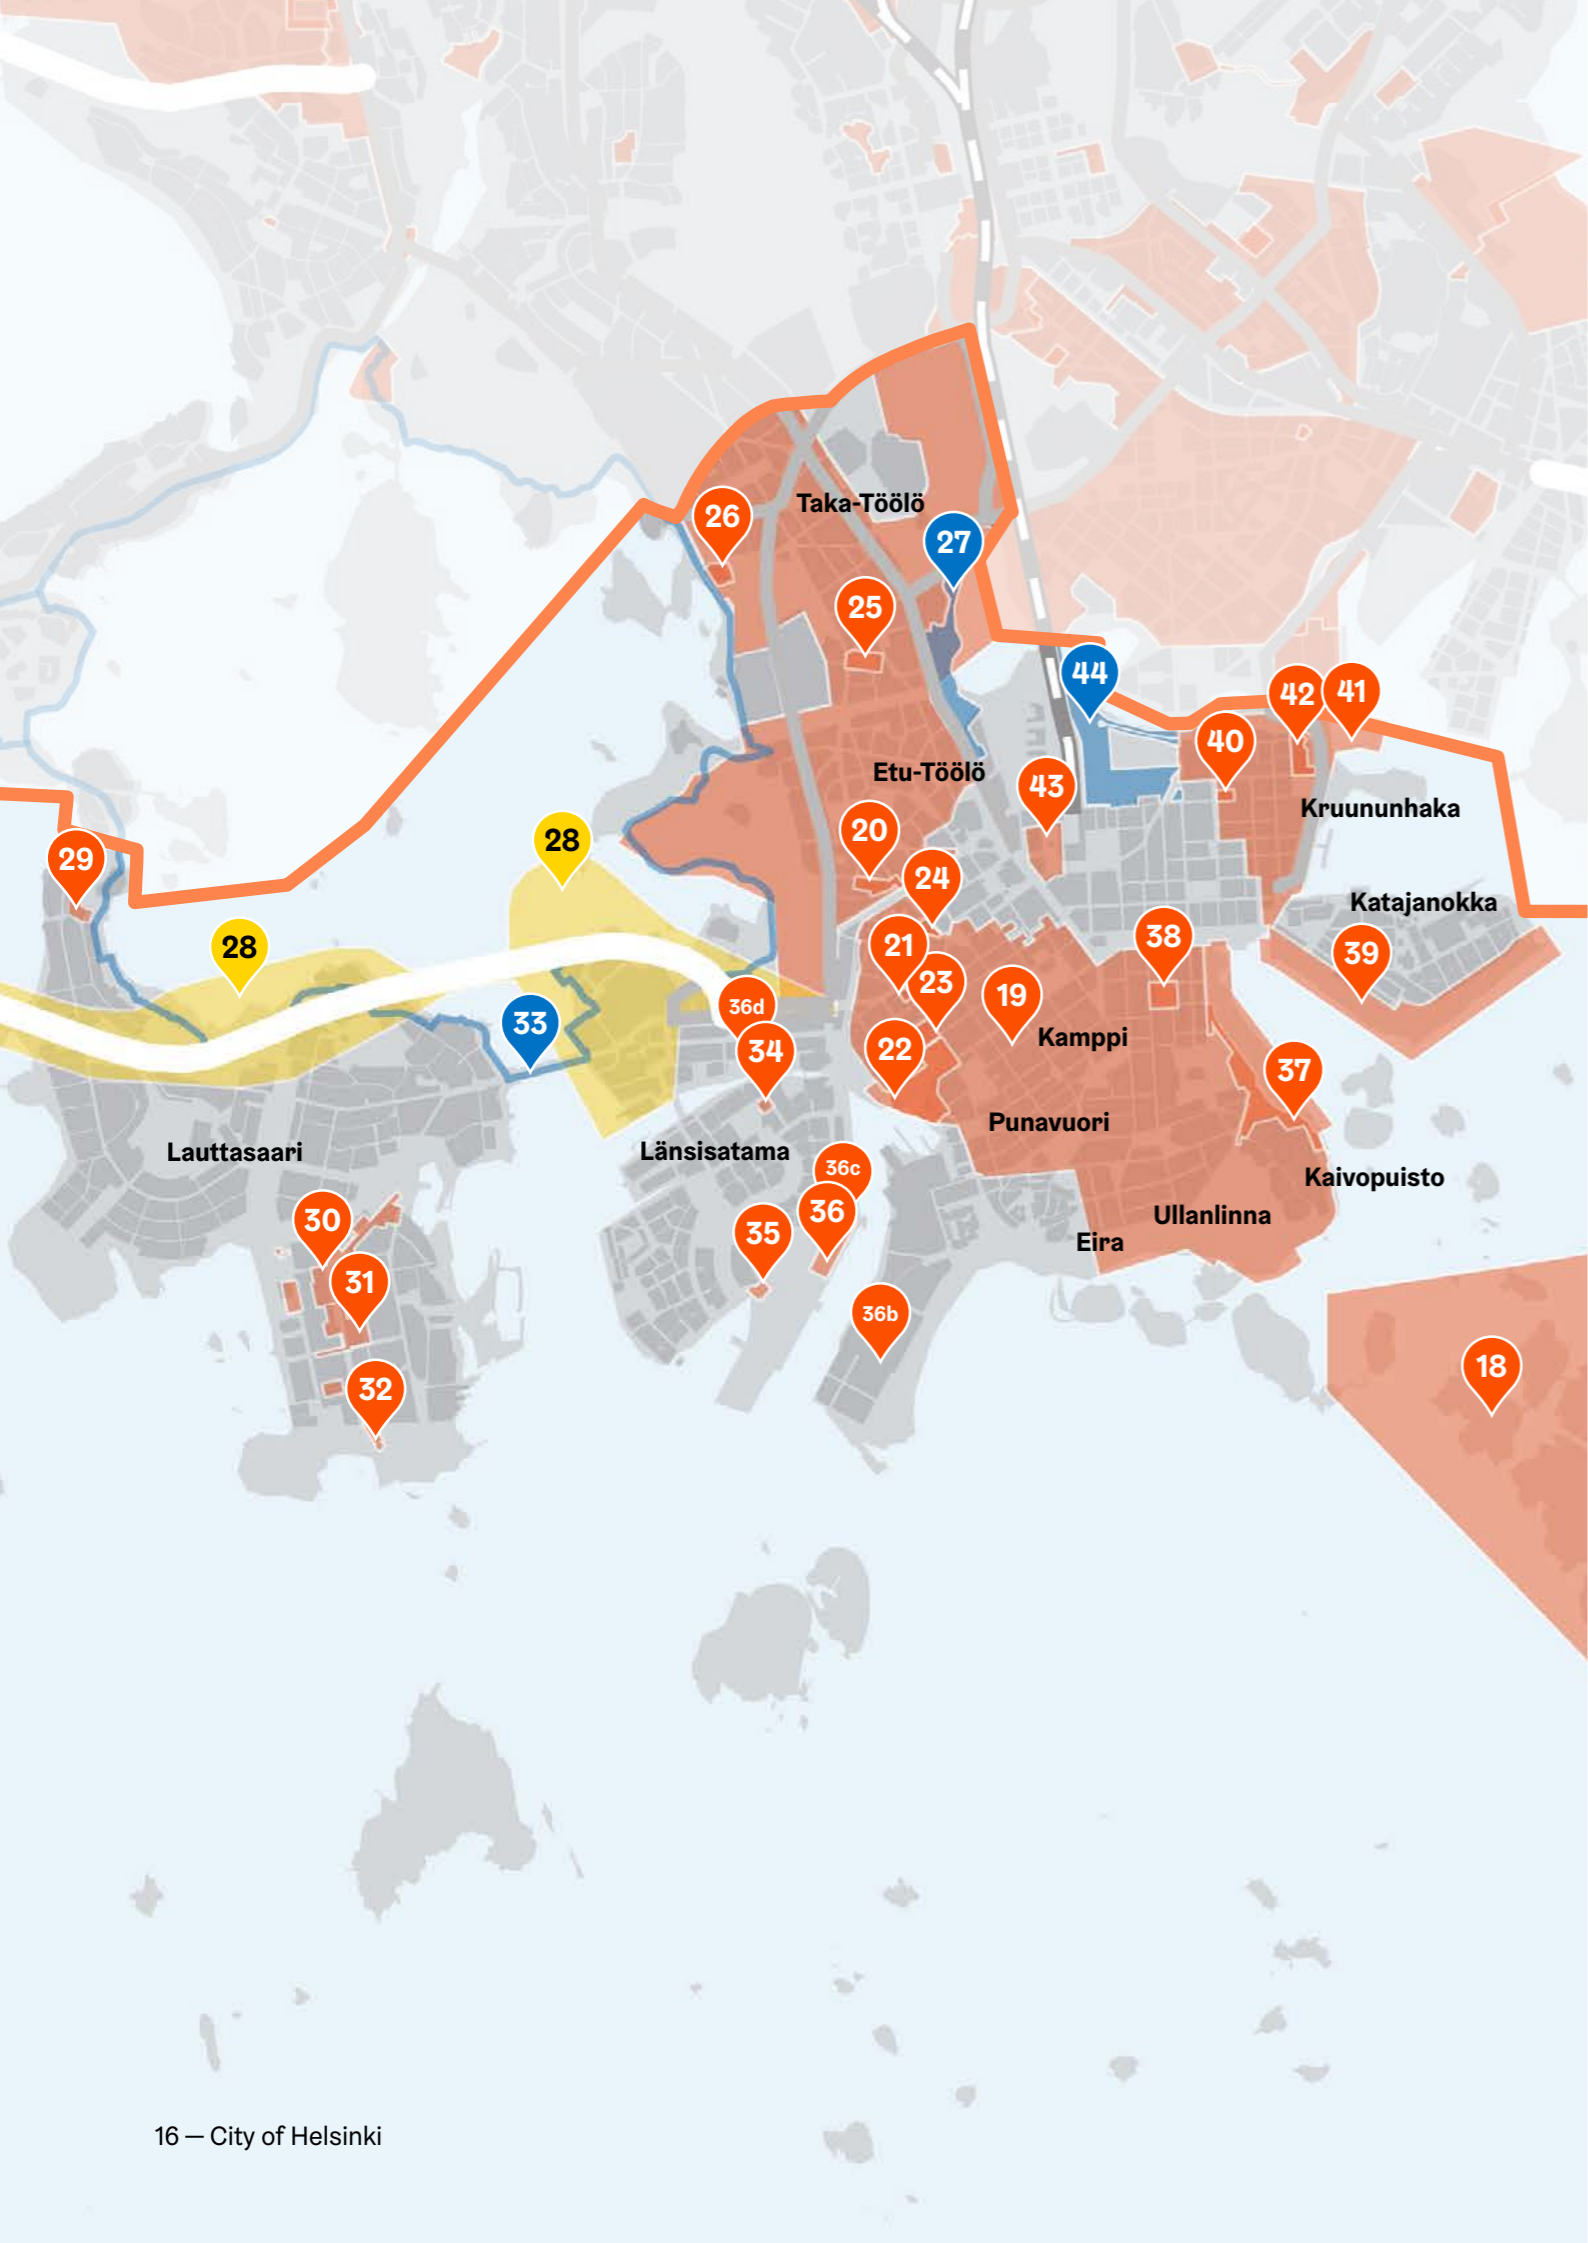 26
Taka-Töölö
27
25
44
42
41
40
Etu-Töölö
43
Kruununhaka
28
20
29
24
Katajanokka
28
21
38
39
23
19
36d
33
Kamppi
34
22
37
Punavuori
Lauttasaari
Länsisatama
36c
Kaivopuisto
30
36
Ullanlinna
35
Eira
31
36b
18
32
16 — City of Helsinki